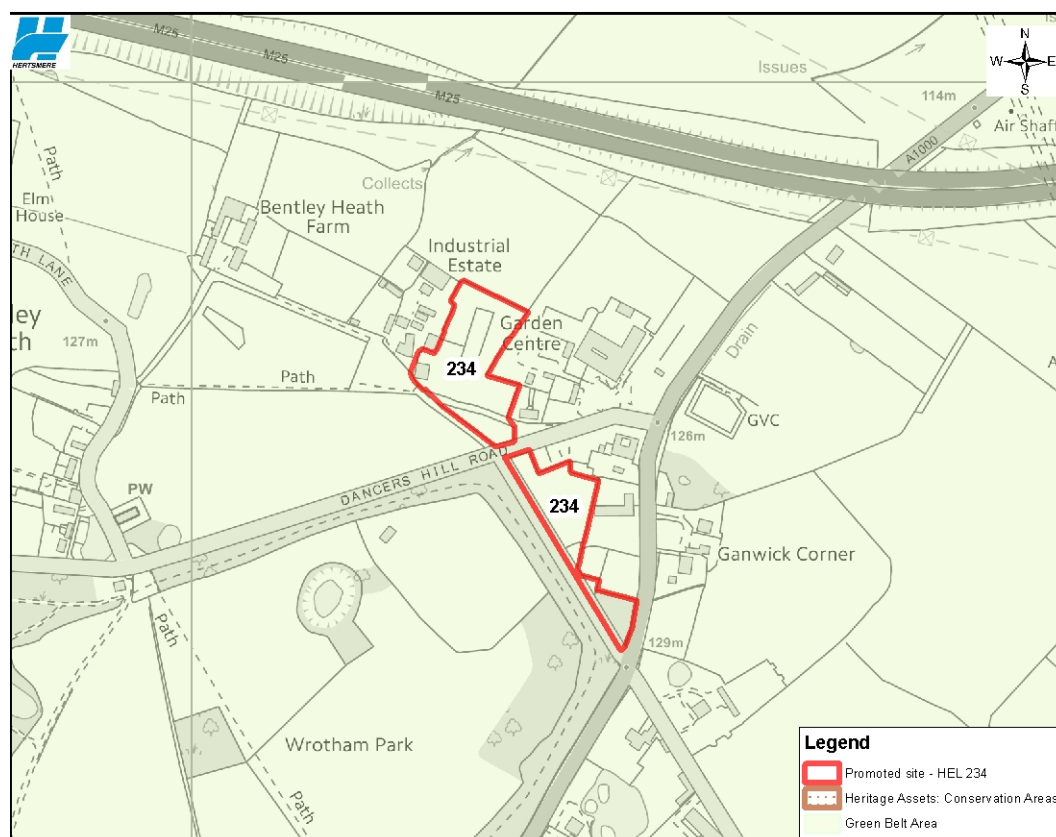 HERTSMERE
M25
M25
M25
N
W E
S
Issues
114m
Air Shaft
A1000
Path
Elm
House
Collects
Bentley Heath
Farm
Industrial
Estate
TH LANE
ley
th
127m
Garden
Centre
Drain
234
Path
Path
GVC
126m
DANCERS HILL ROAD
PW
234
Ganwick Corner
129m
Path
Wrotham Park
Path
Legend
Promoted site - HEL 234
Heritage Assets: Conservation Areas
Green Belt Area